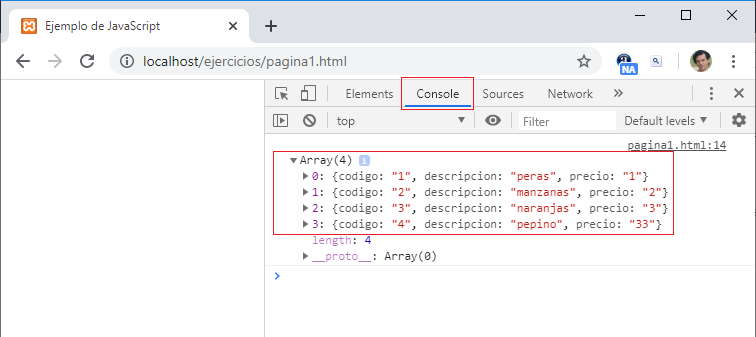 Ejemplo de JavaScript
localhost/ejercicios/pagina1.html
NA
Elements Console Sources Network
top Filter Default levels
pagina1.html:14
Array(4) i
0: {codigo: "1", descripcion: "peras", precio: "1"}
1: {codigo: "2", descripcion: "manzanas", precio: "2"}
2: {codigo: "3", descripcion: "naranjas", precio: "3"}
3: {codigo: "4", descripcion: "pepino", precio: "33"}
length: 4
__proto__: Array(0)